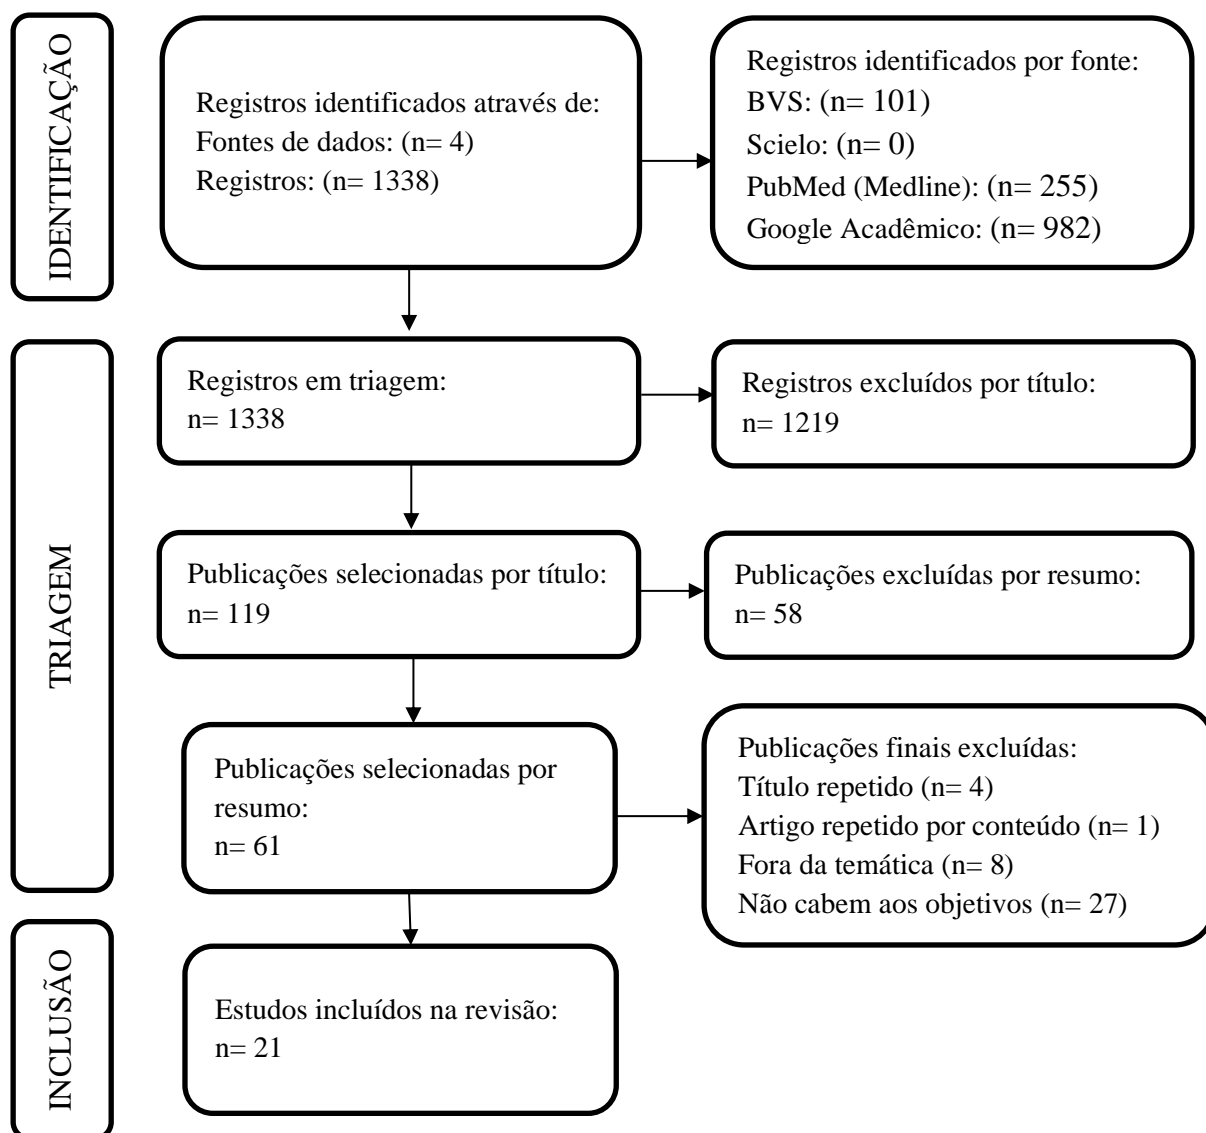 IDENTIFICAÇÃO
Registros identificados através de:
Fontes de dados: (n= 4)
Registros: (n= 1338)
Registros identificados por fonte:
BVS: (n= 101)
Scielo: (n= 0)
PubMed (Medline): (n= 255)
Google Acadêmico: (n= 982)
TRIAGEM
Registros em triagem:
n= 1338
Registros excluídos por título:
n= 1219
Publicações selecionadas por título:
n= 119
Publicações excluídas por resumo:
n= 58
Publicações selecionadas por
resumo:
n= 61
Publicações finais excluídas:
Título repetido (n= 4)
Artigo repetido por conteúdo (n= 1)
Fora da temática (n= 8)
Não cabem aos objetivos (n= 27)
INCLUSÃO
Estudos incluídos na revisão:
n= 21